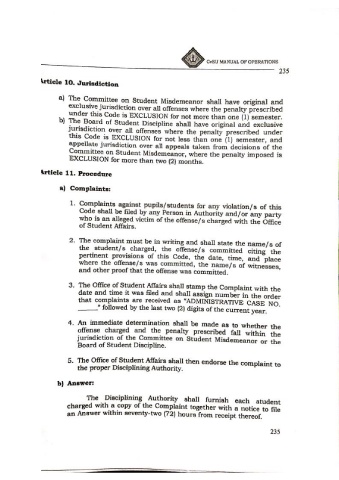 CvSU MANUAL OF OPERATIONS
235
Article 10. Jurisdiction
a) The Committee on Student Misdemeanor shall have original and
exclusive jurisdiction over all offenses where the penalty prescribed
under this Code is EXCLUSION for not more than one (1) semester.
b) The Board of Student Discipline shall have original and exclusive
jurisdiction over all offenses where the penalty prescribed under
this Code is EXCLUSION for not less than one (1) semester, and
appellate jurisdiction over all appeals taken from decisions of the
Committee on Student Misdemeanor, where the penalty imposed is
EXCLUSION for more than two (2) months.
Article 11. Procedure
a) Complaints:
1. Complaints against pupils/students for any violation/s of this
Code shall be filed by any Person in Authority and/or any party
who is an alleged victim of the offense/s charged with the Office
of Student Affairs.
2. The complaint must be in writing and shall state the name/s of
the student/s charged, the offense/s committed citing the
pertinent provisions of this Code, the date, time, and place
where the offense/s was committed, the name/s of witnesses,
and other proof that the offense was committed.
3. The Office of Student Affairs shall stamp the Complaint with the
date and time it was filed and shall assign number in the order
that complaints are received as "ADMINISTRATIVE CASE NO.
______" followed by the last two (2) digits of the current year.
4. An immediate determination shall be made as to whether the
offense charged and the penalty prescribed fall within the
jurisdiction of the Committee on Student Misdemeanor or the
Board of Student Discipline.
5. The Office of Student Affairs shall then endorse the complaint to
the proper Disciplining Authority.
b) Answer:
The Disciplining Authority shall furnish each student
charged with a copy of the Complaint together with a notice to file
an Answer within seventy-two (72) hours from receipt thereof.
235